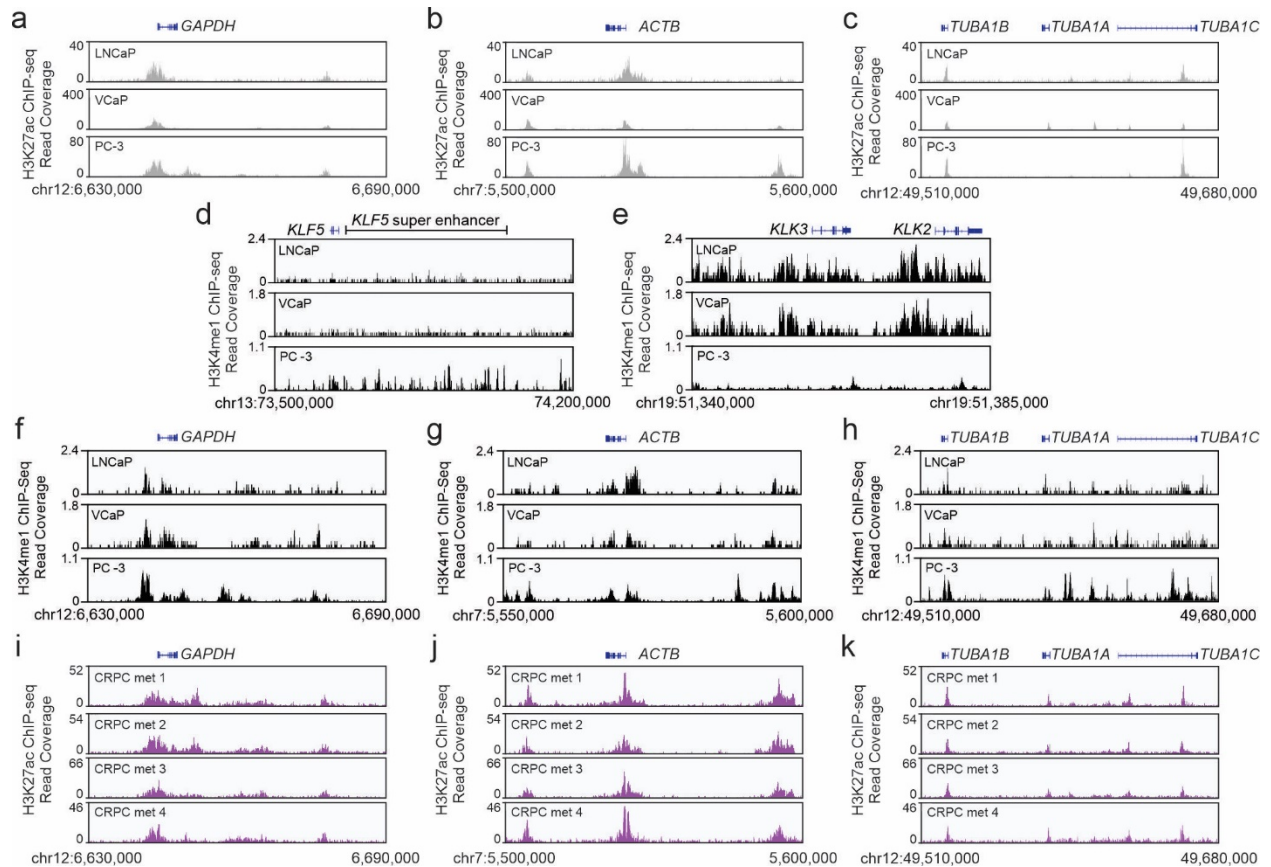 a
GAPDH
H3K27ac ChIP-seq
Read Coverage
40
LNCaP
0
400
VCaP
0
80
PC-3
0
chr12:6,630,000
6,690,000
b
ACTB
H3K27ac ChIP-seq
Read Coverage
40
LNCaP
0
400
VCaP
0
80
PC-3
0
chr7:5,500,000
5,600,000
c
TUBA1B
TUBA1A
TUBA1C
H3K27ac ChIP-seq
Read Coverage
40
LNCaP
0
400
VCaP
0
80
PC-3
0
chr12:49,510,000
49,680,000
d
KLF5
KLF5 super enhancer
H3K4me1 ChIP-seq
Read Coverage
2.4
LNCaP
0
1.8
VCaP
0
1.1
PC -3
0
chr13:73,500,000
74,200,000
e
KLK3
KLK2
H3K4me1 ChIP-seq
Read Coverage
2.4
LNCaP
0
1.8
VCaP
0
1.1
PC -3
0
chr19:51,340,000
chr19:51,385,000
f
GAPDH
H3K4me1 ChIP-Seq
Read Coverage
2.4
LNCaP
0
1.8
VCaP
0
1.1
PC -3
0
chr12:6,630,000
6,690,000
g
ACTB
H3K4me1 ChIP-Seq
Read Coverage
2.4
LNCaP
0
1.8
VCaP
0
1.1
PC -3
0
chr7:5,550,000
5,600,000
h
TUBA1B
TUBA1A
TUBA1C
H3K4me1 ChIP-Seq
Read Coverage
2.4
LNCaP
0
1.8
VCaP
0
1.1
PC -3
0
chr12:49,510,000
49,680,000
i
GAPDH
H3K27ac ChIP-seq
Read Coverage
52
CRPC met 1
0
54
CRPC met 2
0
66
CRPC met 3
0
46
CRPC met 4
0
chr12:6,630,000
6,690,000
j
ACTB
H3K27ac ChIP-seq
Read Coverage
52
CRPC met 1
0
54
CRPC met 2
0
66
CRPC met 3
0
46
CRPC met 4
0
chr7:5,500,000
5,600,000
k
TUBA1B
TUBA1A
TUBA1C
H3K27ac ChIP-seq
Read Coverage
52
CRPC met 1
0
54
CRPC met 2
0
66
CRPC met 3
0
46
CRPC met 4
0
chr12:49,510,000
49,680,000